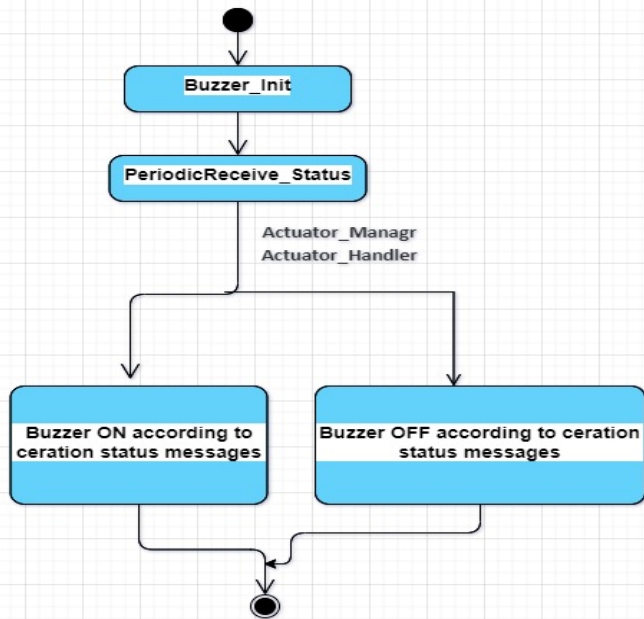 Buzzer_Init
PeriodicReceive_Status
Actuator_Managr
Actuator_Handler
Buzzer ON according to
ceration status messages
Buzzer OFF according to ceration
status messages